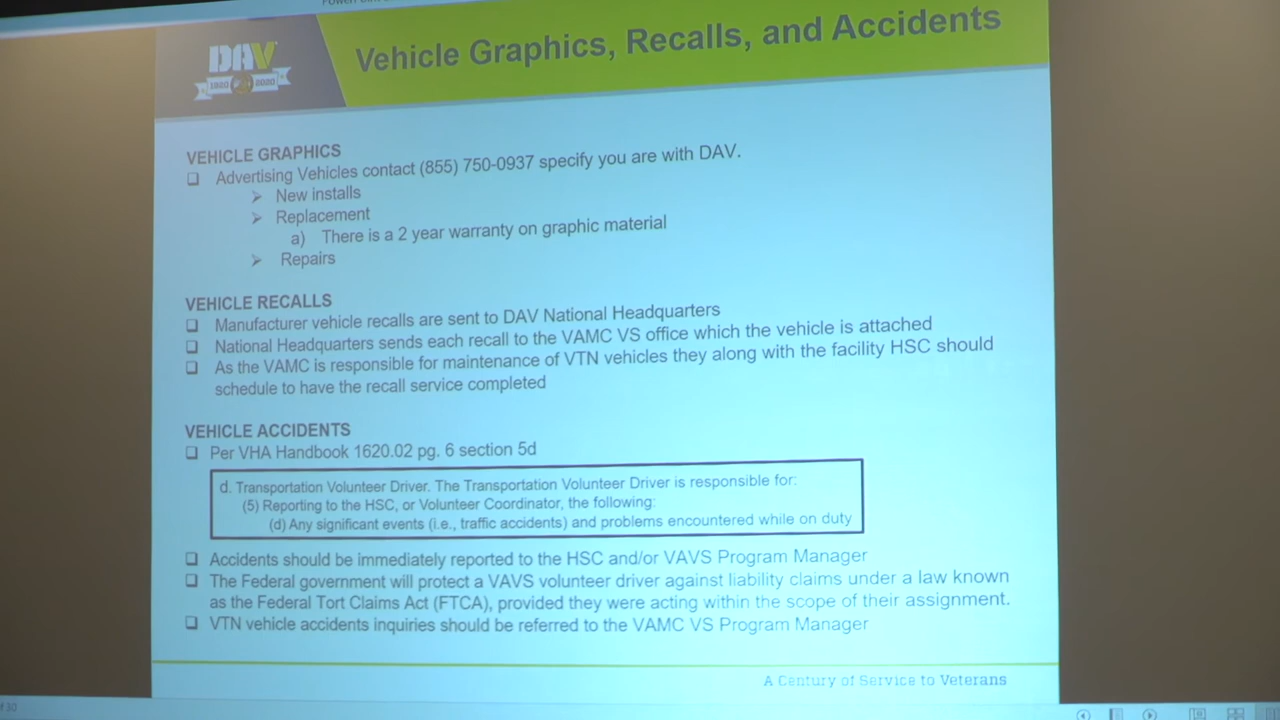 DAV
1920 2020
Vehicle Graphics, Recalls, and Accidents
VEHICLE GRAPHICS
❑ Advertising Vehicles contact (855) 750-0937 specify you are with DAV.
➢ New installs
➢ Replacement
a) There is a 2 year warranty on graphic material
➢ Repairs
VEHICLE RECALLS
❑ Manufacturer vehicle recalls are sent to DAV National Headquarters
❑ National Headquarters sends each recall to the VAMC VS office which the vehicle is attached
❑ As the VAMC is responsible for maintenance of VTN vehicles they along with the facility HSC should
schedule to have the recall service completed
VEHICLE ACCIDENTS
❑ Per VHA Handbook 1620.02 pg. 6 section 5d
d. Transportation Volunteer Driver. The Transportation Volunteer Driver is responsible for:
(5) Reporting to the HSC, or Volunteer Coordinator, the following:
(d) Any significant events (i.e., traffic accidents) and problems encountered while on duty
❑ Accidents should be immediately reported to the HSC and/or VAVS Program Manager
❑ The Federal government will protect a VAVS volunteer driver against liability claims under a law known
as the Federal Tort Claims Act (FTCA), provided they were acting within the scope of their assignment.
❑ VTN vehicle accidents inquiries should be referred to the VAMC VS Program Manager
A Century of Service to Veterans
of 30